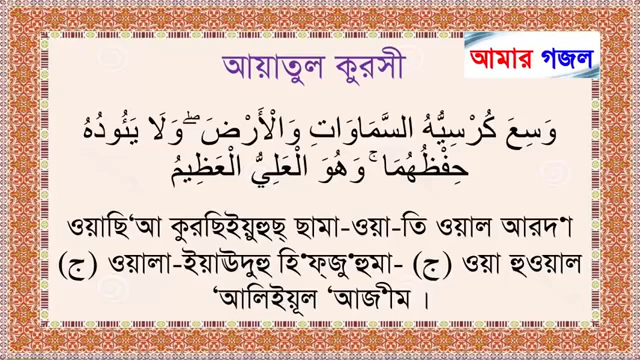 আয়াতুল কুরসী
আমার গজল
وَسِعَ كُرْسِيُّهُ السَّمَاوَاتِ وَالْأَرْضَ ۖ وَلَا يَئُودُهُ
حِفْظُهُمَا ۚ وَهُوَ الْعَلِيُّ الْعَظِيمُ
ওয়াছি‘আ কুরছিইয়ুহুছ্ ছামা-ওয়া-তি ওয়াল আরদ্বা
(ج) ওয়ালা-ইয়াঊদুহু হি‘ফজু‘হুমা- (ج) ওয়া হুওয়াল
‘আলিইয়ূল ‘আজীম ।